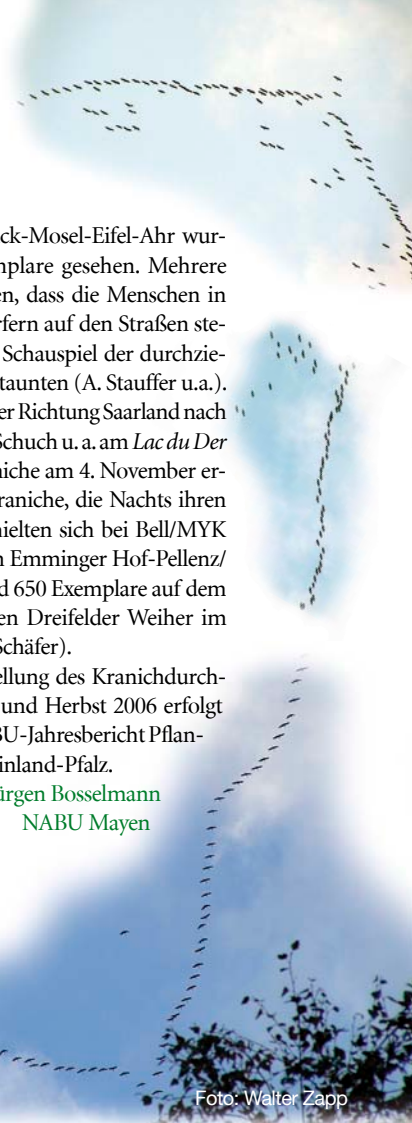 ck-Mosel-Eifel-Ahr wur-
mplare gesehen. Mehrere
en, dass die Menschen in
rfern auf den Straßen ste-
Schauspiel der durchzie-
taunten (A. Stauffer u.a.).
er Richtung Saarland nach
Schuch u. a. am Lac du Der
niche am 4. November er-
raniche, die Nachts ihren
hielten sich bei Bell/MYK
n Emminger Hof-Pellenz/
d 650 Exemplare auf dem
en Dreifelder Weiher im
Schäfer).
ellung des Kranichdurch-
und Herbst 2006 erfolgt
BU-Jahresbericht Pflan-
inland-Pfalz.
ürgen Bosselmann
NABU Mayen
Foto: Walter Zapp